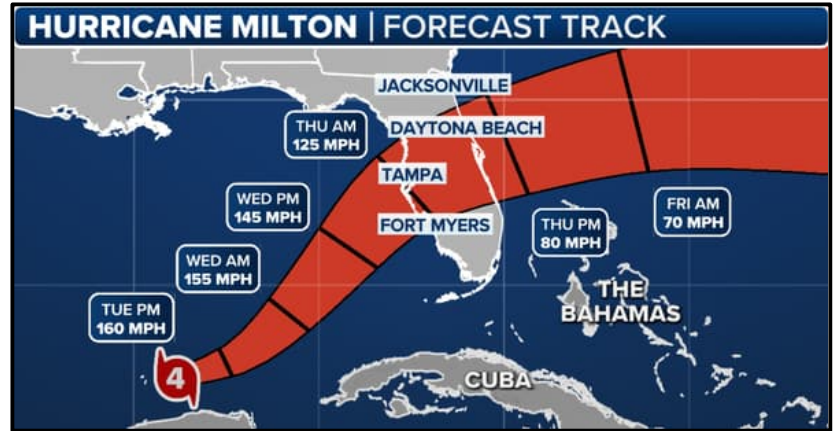 HURRICANE MILTON | FORECAST TRACK
JACKSONVILLE
THU AM
125 MPH
DAYTONA BEACH
TAMPA
WED PM
145 MPH
FORT MYERS
FRI AM
70 MPH
THU PM
80 MPH
WED AM
155 MPH
THE
BAHAMAS
TUE PM
160 MPH
4
CUBA